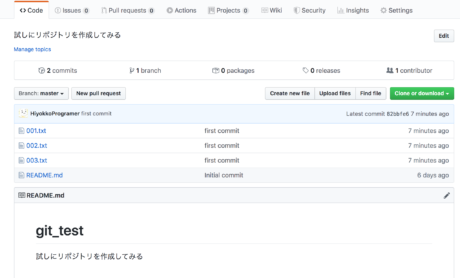 Code Issues 0 Pull requests 0 Actions Projects 0 Wiki Security Insights Settings
試しにリポジトリを作成してみる Edit
Manage topics
2 commits 1 branch 0 packages 0 releases 1 contributor
Branch: master New pull request Create new file Upload files Find file Clone or download
HiyokkoProgramer first commit Latest commit 7 minutes ago
001.txt first commit 7 minutes ago
002.txt first commit 7 minutes ago
003.txt first commit 7 minutes ago
README.md Initial commit 6 days ago
README.md
git_test
試しにリポジトリを作成してみる